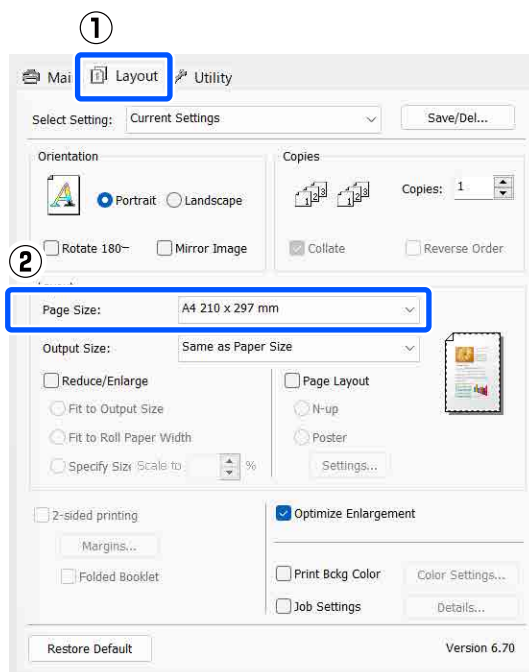 ①
Mai Layout Utility
Select Setting: Current Settings Save/Del...
Orientation Copies
Portrait Landscape Copies: 1
Rotate 180° Mirror Image Collate Reverse Order
②
Page Size: A4 210 x 297 mm
Output Size: Same as Paper Size
Reduce/Enlarge Page Layout
Fit to Output Size N-up
Fit to Roll Paper Width Poster
Specify Size Scale to % Settings...
2-sided printing Optimize Enlargement
Margins...
Folded Booklet Print Bckg Color Color Settings...
Job Settings Details...
Restore Default Version 6.70